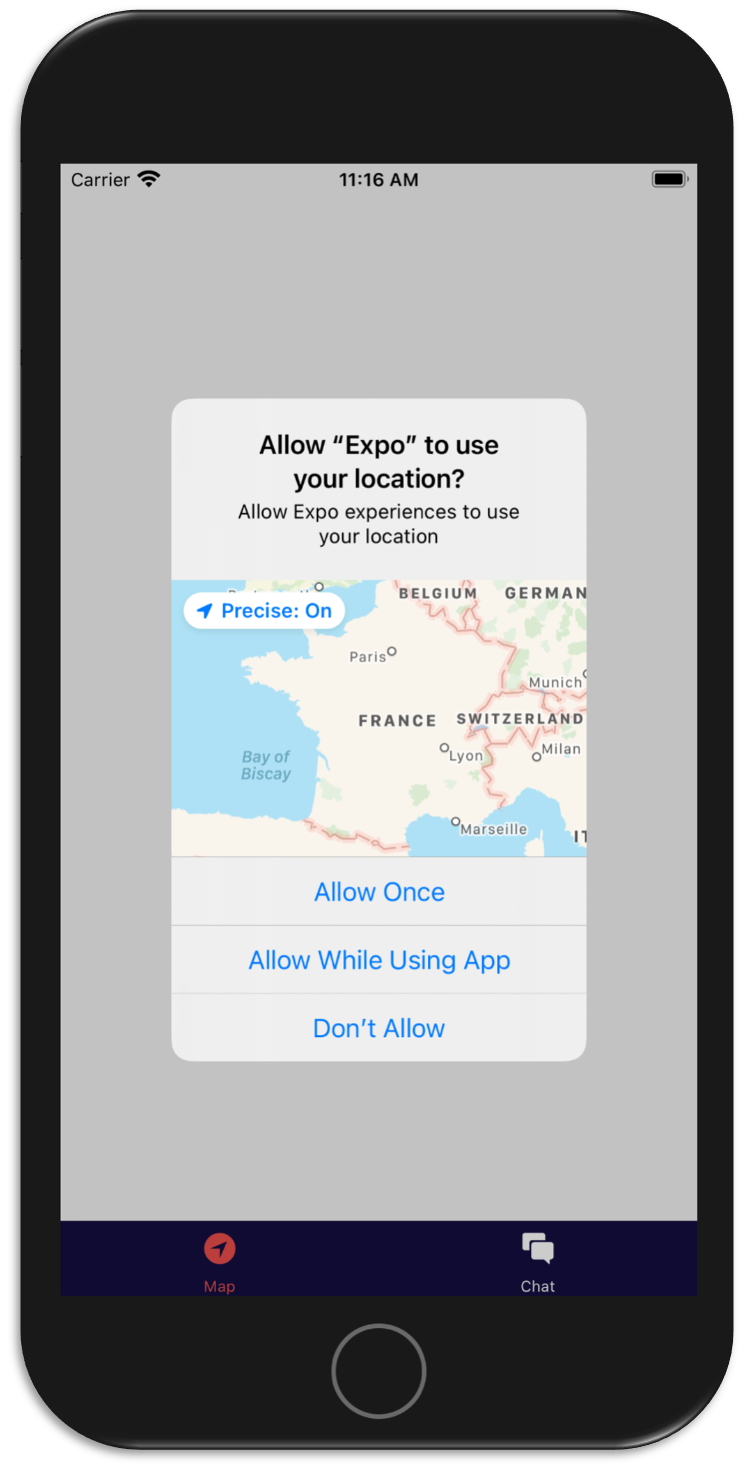 Carrier
11:16 AM
Allow “Expo” to use
your location?
Allow Expo experiences to use
your location
Precise: On
BELGIUM
GERMAN
Paris
Munich
FRANCE
SWITZERLAND
Lyon
Milan
Bay of
Biscay
Marseille
IT
Allow Once
Allow While Using App
Don’t Allow
Map
Chat